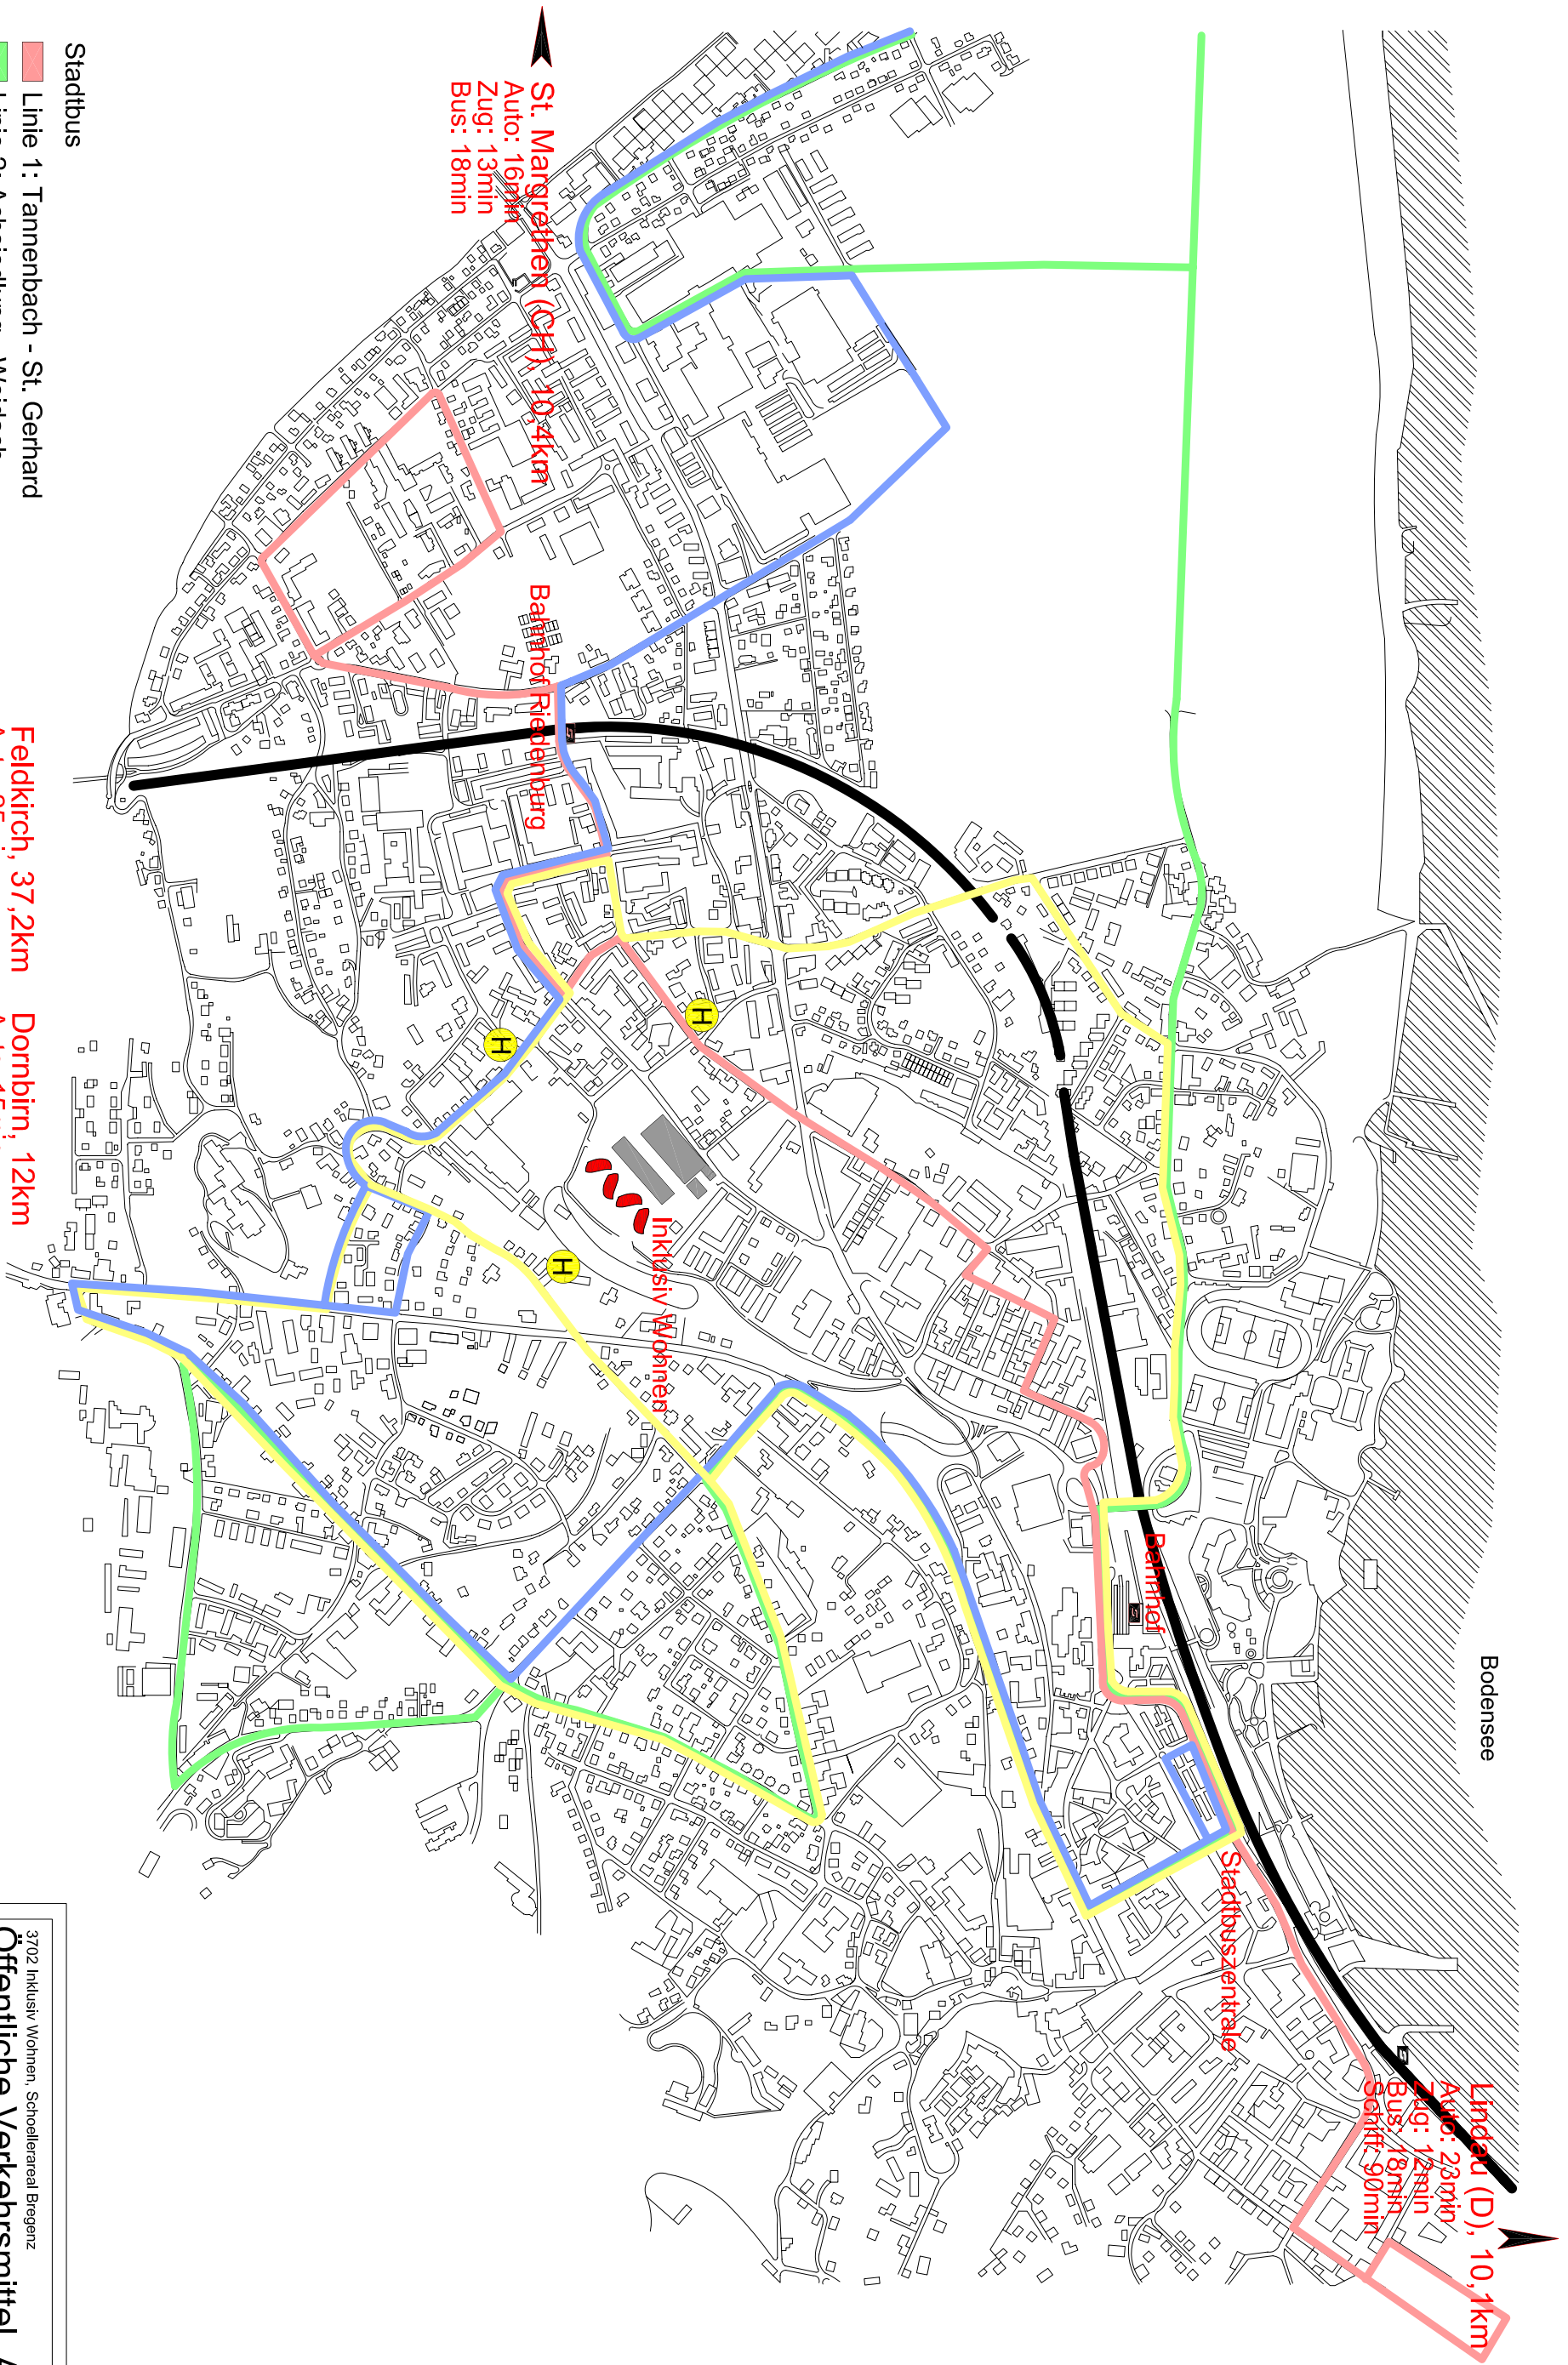 Bodensee
Lindau (D), 10,1km
Auto: 23min
Zug: 12min
Bus: 18min
Schiff: 90min
Stadtbuszentrale
Bahnhof
Inklusiv Wohnen
H
H
H
Bahnhof Riedenburg
St. Margrethen (CH), 10,4km
Auto: 16min
Zug: 13min
Bus: 18min
Stadtbus
Linie 1: Tannenbach - St. Gerhard
Feldkirch, 37,2km
Dornbirn, 12km
3702 Inklusiv Wohnen, Schoellerareal Bregenz
Öffentliche Verkehrsmittel